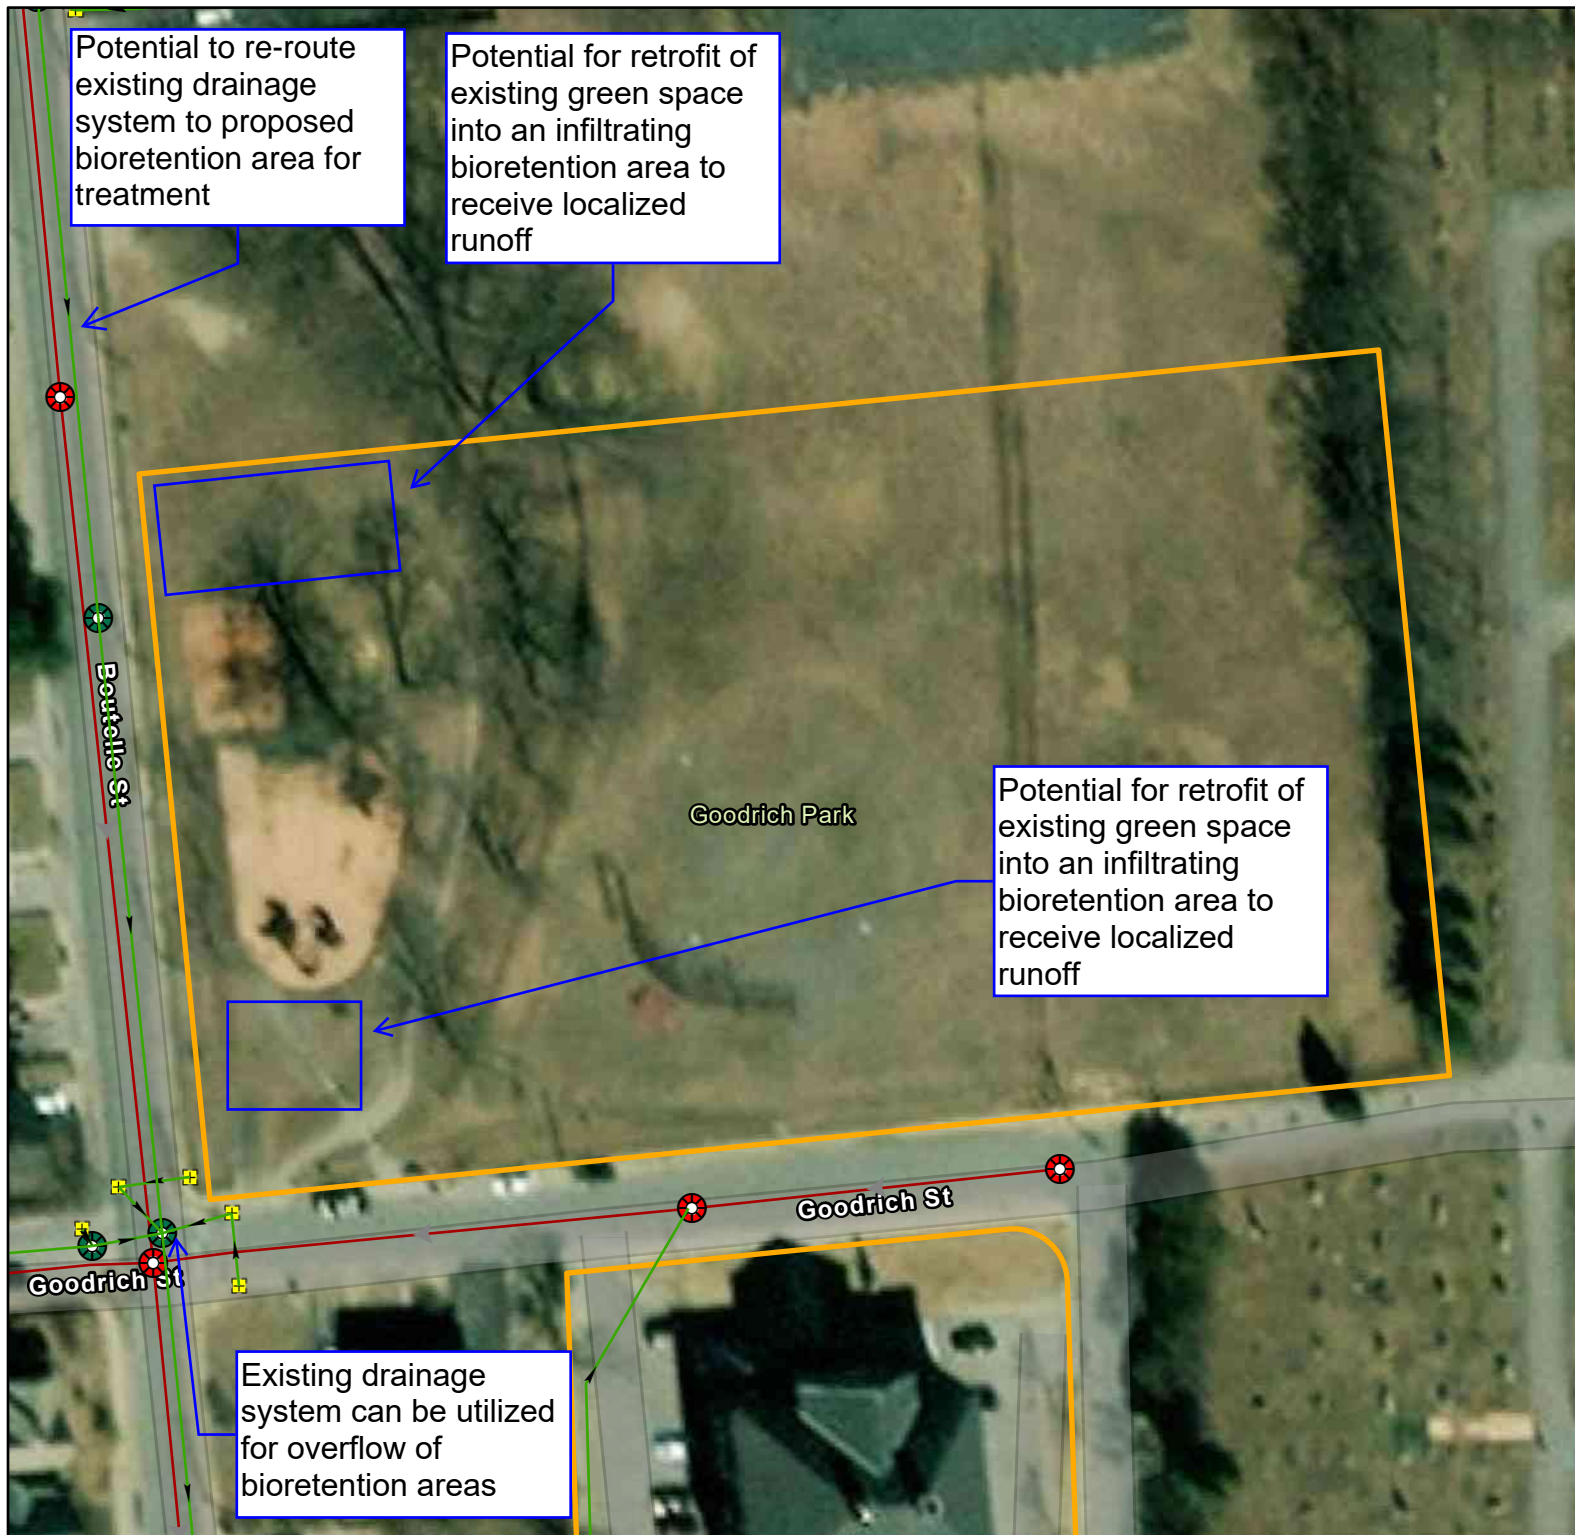 Potential to re-route
existing drainage
system to proposed
bioretention area for
treatment
Potential for retrofit of
existing green space
into an infiltrating
bioretention area to
receive localized
runoff
Boutelle St
Goodrich Park
Potential for retrofit of
existing green space
into an infiltrating
bioretention area to
receive localized
runoff
Goodrich St
Goodrich St
Existing drainage
system can be utilized
for overflow of
bioretention areas